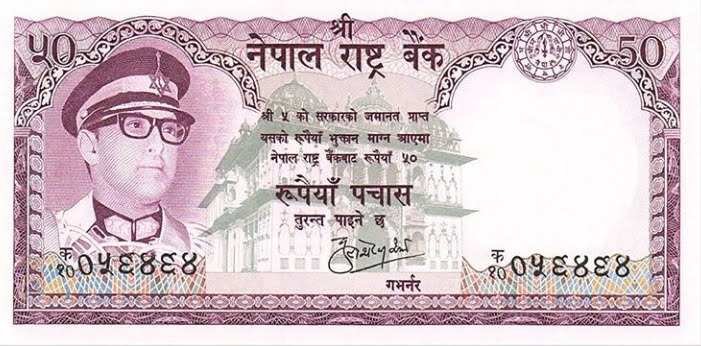 ५०
श्री
नेपाल राष्ट्र बैंक
50
श्री ५ को सरकारको जमानत प्राप्त
यसको रूपैयाँ भुक्तान माग्न आएमा
नेपाल राष्ट्र बैंकबाट रूपैयाँ ५०
रूपैयाँ पचास
तुरन्त पाइने छ
गभर्नर
क
१० ०५६४६४
क
१० ०५६४६४